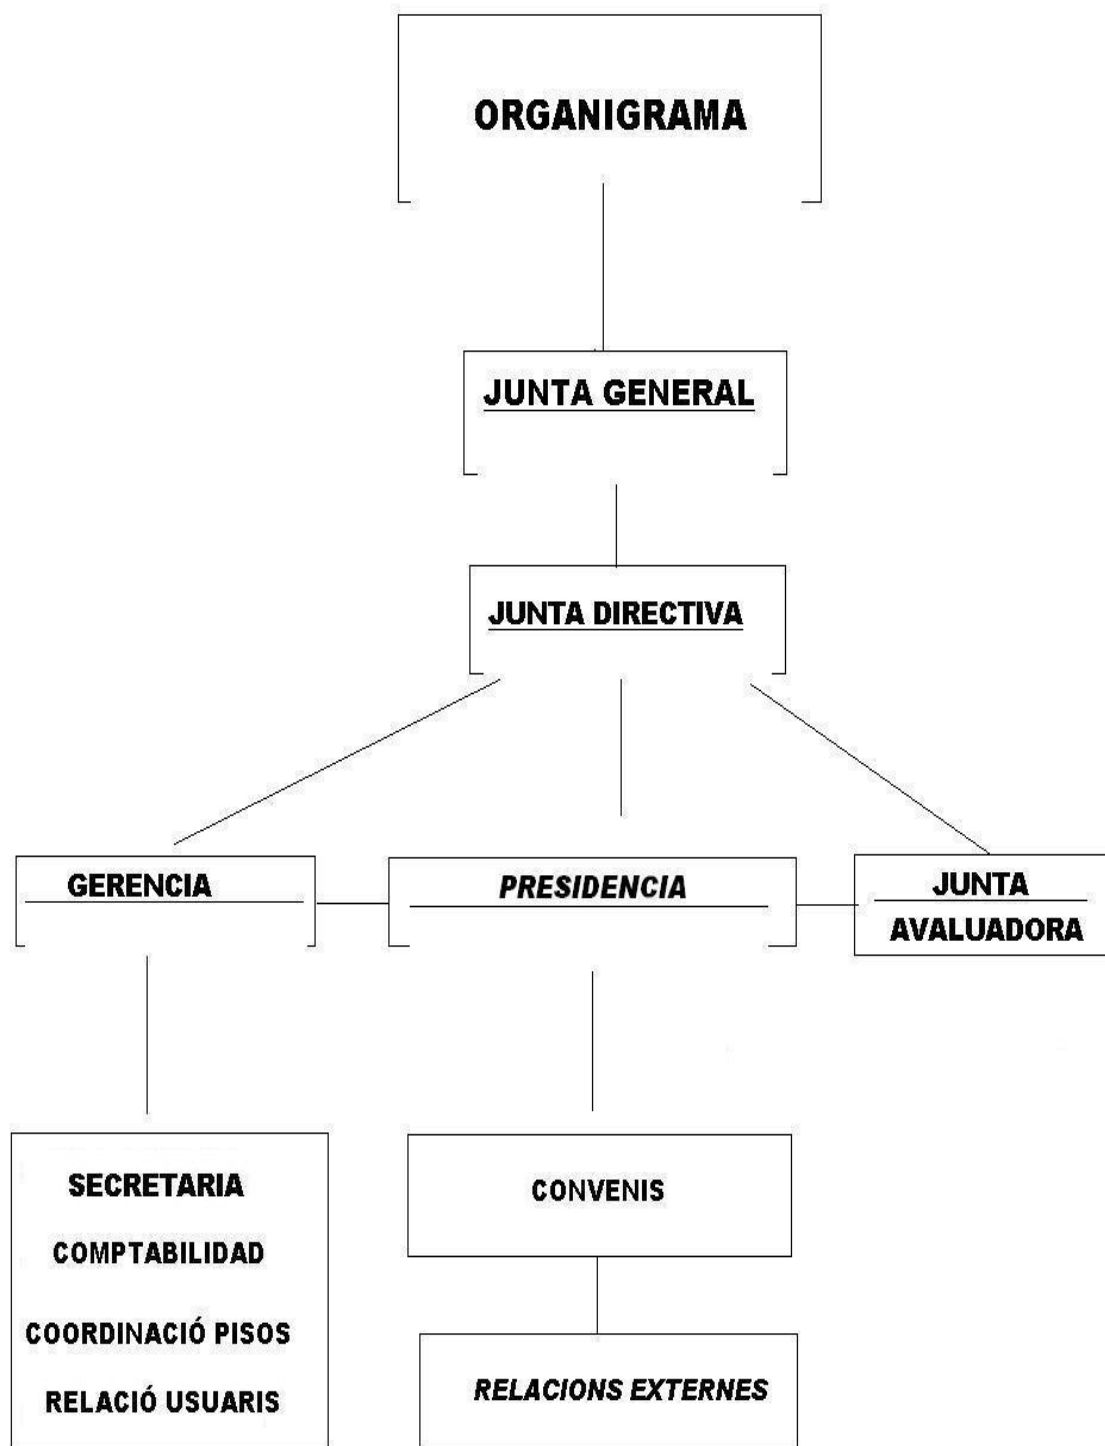 ORGANIGRAMA
JUNTA GENERAL
JUNTA DIRECTIVA
GERENCIA
PRESIDENCIA
JUNTA
AVALUADORA
SECRETARIA
COMPTABILIDAD
COORDINACIÓ PISOS
RELACIÓ USUARIS
CONVENIS
RELACIONS EXTERNES